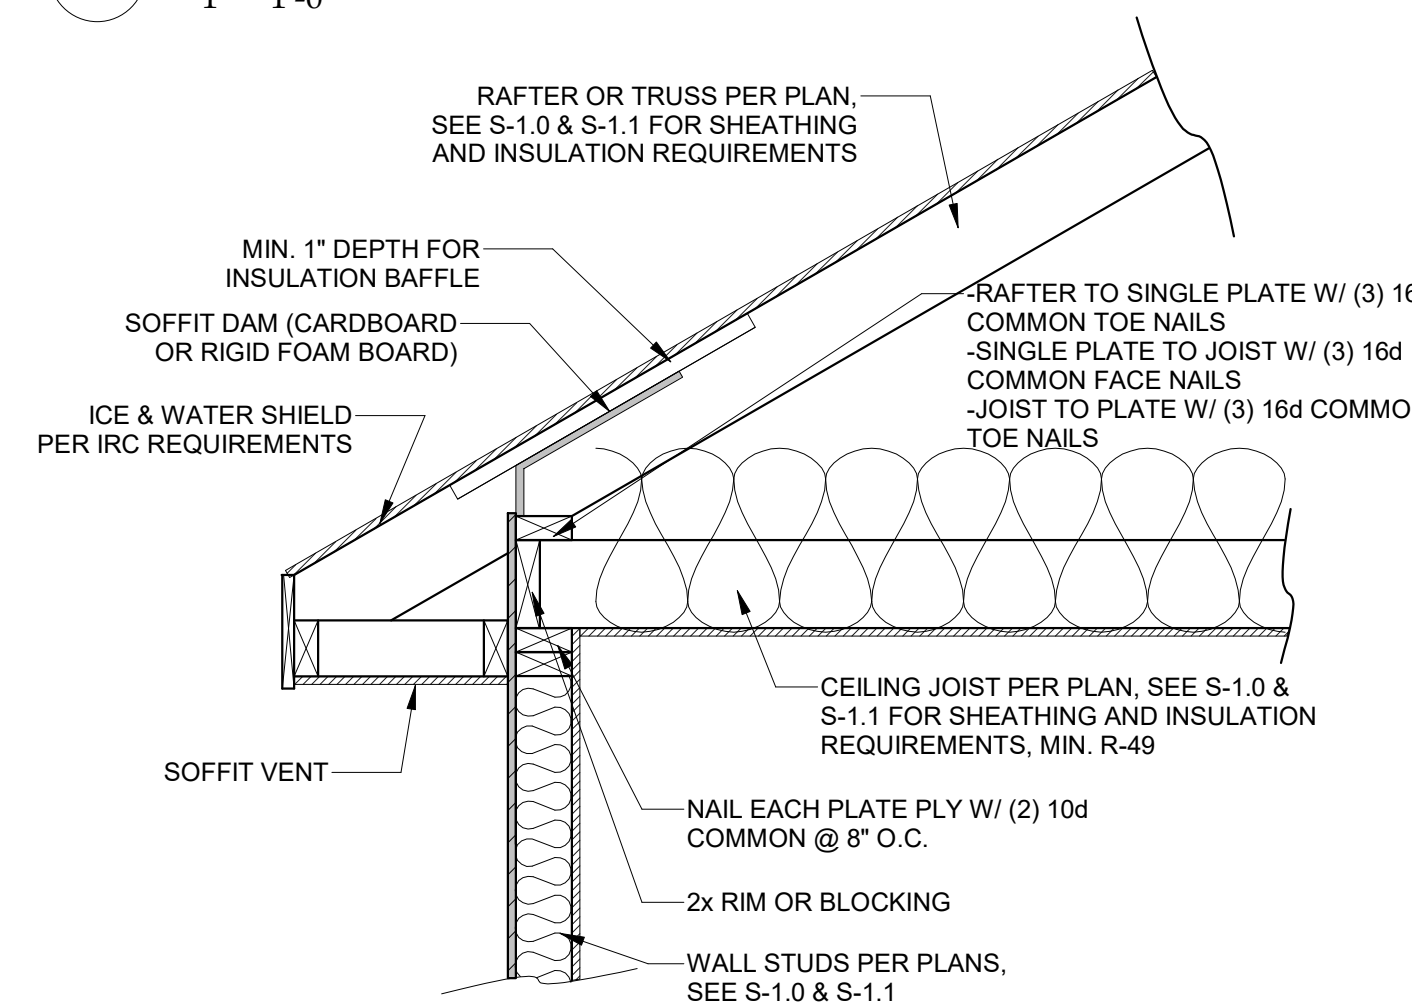 RAFTER OR TRUSS PER PLAN,
SEE S-1.0 & S-1.1 FOR SHEATHING
AND INSULATION REQUIREMENTS
MIN. 1" DEPTH FOR
INSULATION BAFFLE
SOFFIT DAM (CARDBOARD
OR RIGID FOAM BOARD)
ICE & WATER SHIELD
PER IRC REQUIREMENTS
-RAFTER TO SINGLE PLATE W/ (3)
COMMON TOE NAILS
-SINGLE PLATE TO JOIST W/ (3) 16d
COMMON FACE NAILS
-JOIST TO PLATE W/ (3) 16d
TOE NAILS
CEILING JOIST PER PLAN, SEE S-1.0 &
S-1.1 FOR SHEATHING AND INSULATION
REQUIREMENTS, MIN. R-49
SOFFIT VENT
NAIL EACH PLATE PLY W/ (2) 10d
COMMON @ 8" O.C.
2x RIM OR BLOCKING
WALL STUDS PER PLANS,
SEE S-1.0 & S-1.1